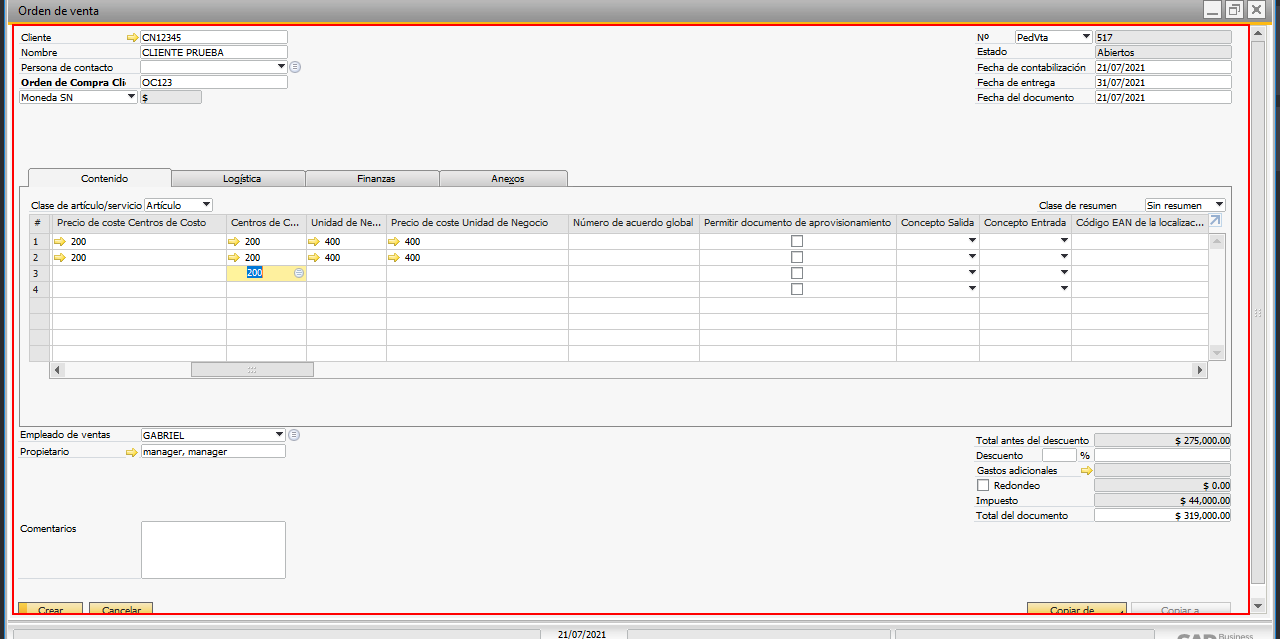 Orden de venta
Cliente CN12345
Nombre CLIENTE PRUEBA
Persona de contacto
Orden de Compra Cli OC123
Moneda SN $
Nº PedVta 517
Estado Abiertos
Fecha de contabilización 21/07/2021
Fecha de entrega 31/07/2021
Fecha del documento 21/07/2021
Contenido Logística Finanzas Anexos
Clase de artículo/servicio Artículo
Clase de resumen Sin resumen
# Precio de coste Centros de Costo Centros de C... Unidad de Ne... Precio de coste Unidad de Negocio Número de acuerdo global Permitir documento de aprovisionamiento Concepto Salida Concepto Entrada Código EAN de la localizac...
1 200 200 400 400
2 200 200 400 400
3 200
4
Empleado de ventas GABRIEL
Propietario manager, manager
Comentarios
Total antes del descuento $ 275,000.00
Descuento %
Gastos adicionales
Redondeo $ 0.00
Impuesto $ 44,000.00
Total del documento $ 319,000.00
Crear Cancelar Copiar de Copiar a
21/07/2021
SAP Business